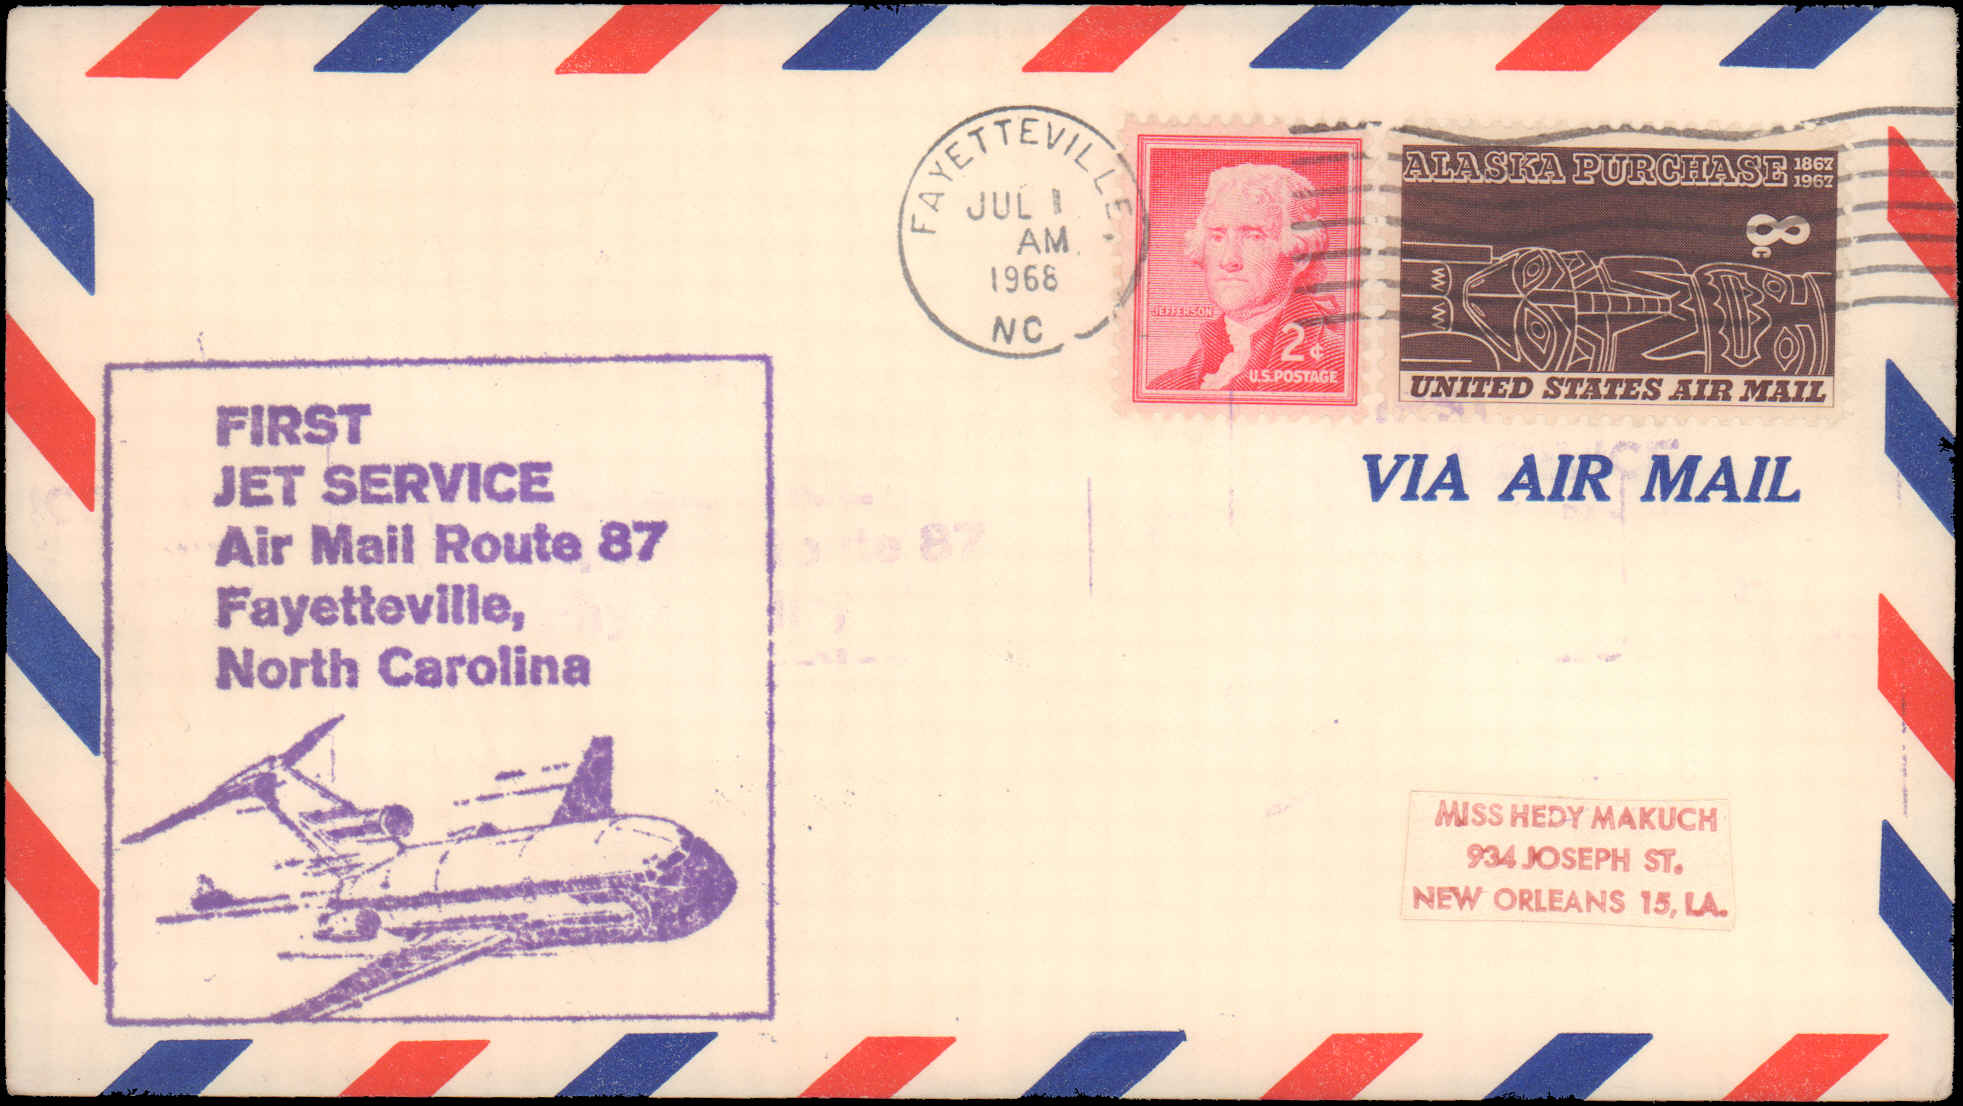 FAYETTEVILLE,
JUL 1
AM
1968
NC
JEFFERSON
2¢
U.S. POSTAGE
ALASKA PURCHASE 1867
1967
8c
UNITED STATES AIR MAIL
VIA AIR MAIL
FIRST
JET SERVICE
Air Mail Route 87
Fayetteville,
North Carolina
MISS HEDY MAKUCH
934 JOSEPH ST.
NEW ORLEANS 15, LA.